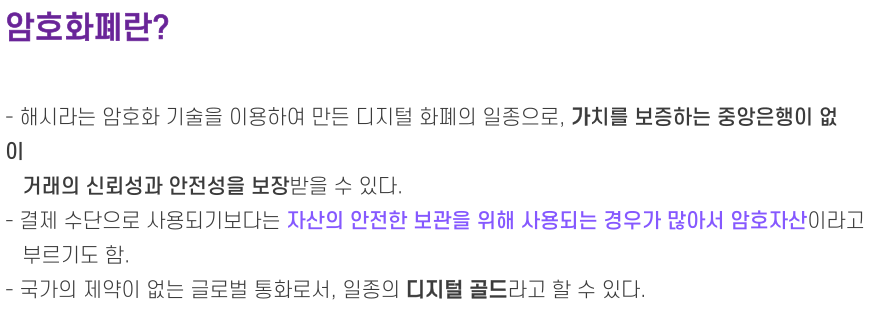 암호화폐란?
- 해시라는 암호화 기술을 이용하여 만든 디지털 화폐의 일종으로, 가치를 보증하는 중앙은행이 없
이
거래의 신뢰성과 안전성을 보장받을 수 있다.
- 결제 수단으로 사용되기보다는 자산의 안전한 보관을 위해 사용되는 경우가 많아서 암호자산이라고
부르기도 함.
- 국가의 제약이 없는 글로벌 통화로서, 일종의 디지털 골드라고 할 수 있다.